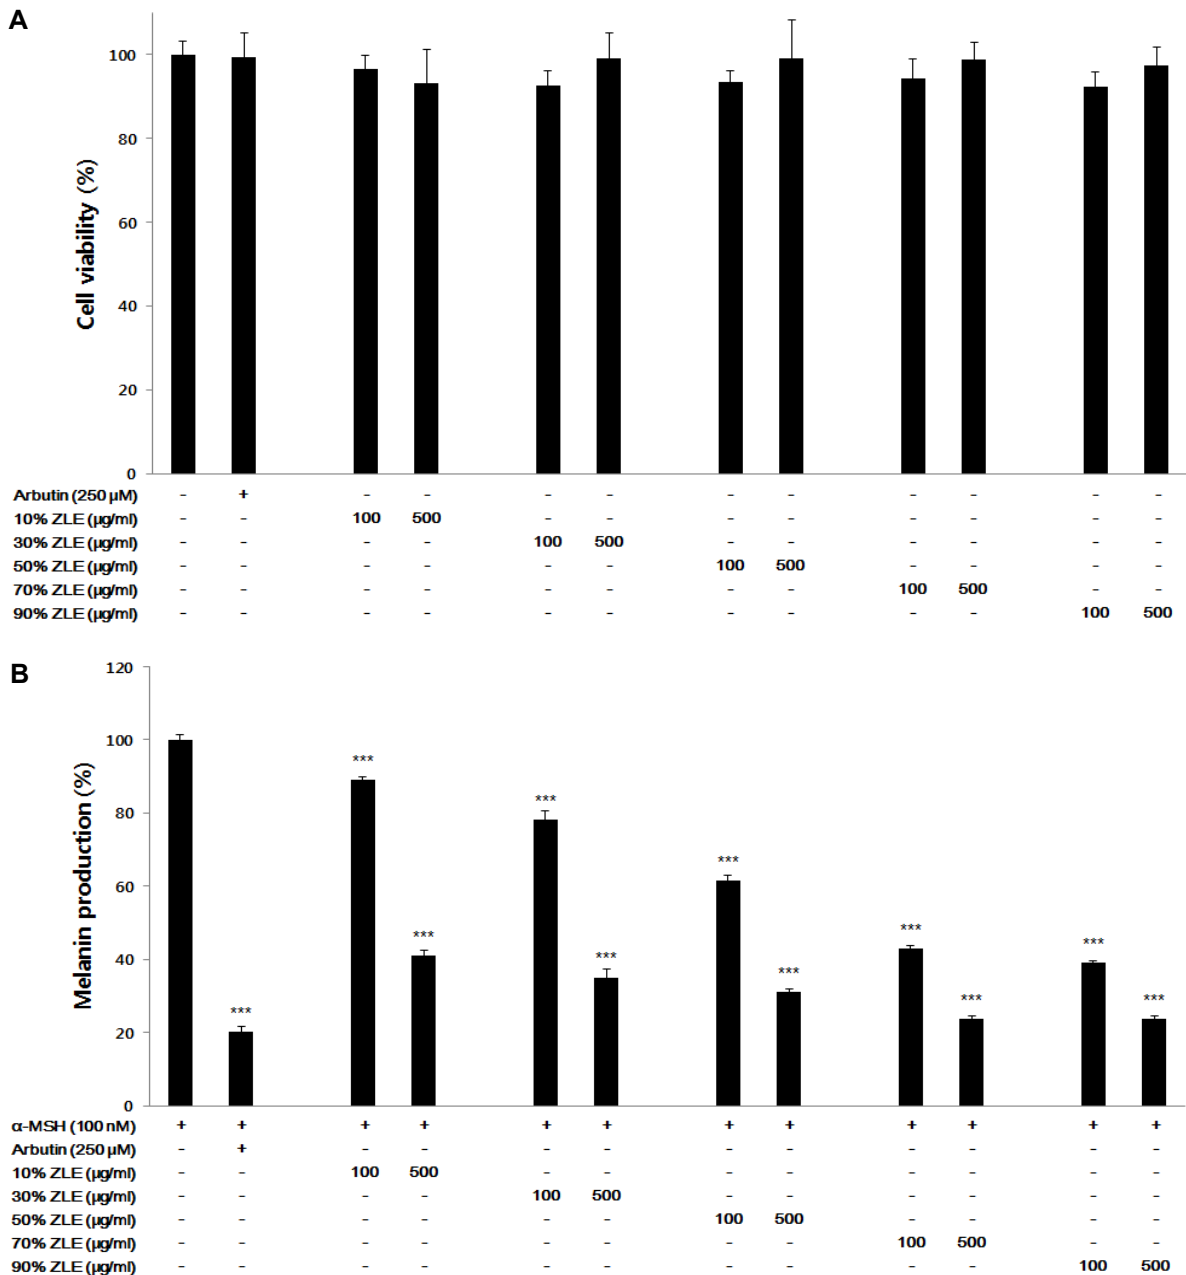 A
100
80
60
40
20
0
Cell viability (%)
Arbutin (250 µM) - + - - - - - - - - - -
10% ZLE (µg/ml) - - 100 500 - - - - - - - -
30% ZLE (µg/ml) - - - - 100 500 - - - - - -
50% ZLE (µg/ml) - - - - - - 100 500 - - - -
70% ZLE (µg/ml) - - - - - - - - 100 500 - -
90% ZLE (µg/ml) - - - - - - - - - - 100 500
B
120
100
80
60
40
20
0
Melanin production (%)
*** *** *** *** *** *** *** *** *** *** ***
α-MSH (100 nM) + + + + + + + + + + + +
Arbutin (250 µM) - + - - - - - - - - - -
10% ZLE (µg/ml) - - 100 500 - - - - - - - -
30% ZLE (µg/ml) - - - - 100 500 - - - - - -
50% ZLE (µg/ml) - - - - - - 100 500 - - - -
70% ZLE (µg/ml) - - - - - - - - 100 500 - -
90% ZLE (µg/ml) - - - - - - - - - - 100 500